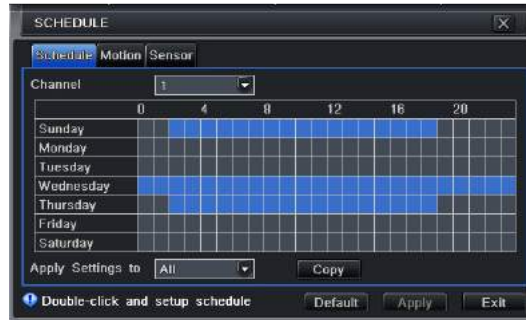 SCHEDULE
Schedule Motion Sensor
Channel 1
0 4 8 12 16 20
Sunday
Monday
Tuesday
Wednesday
Thursday
Friday
Saturday
Apply Settings to All Copy
Double-click and setup schedule Default Apply Exit